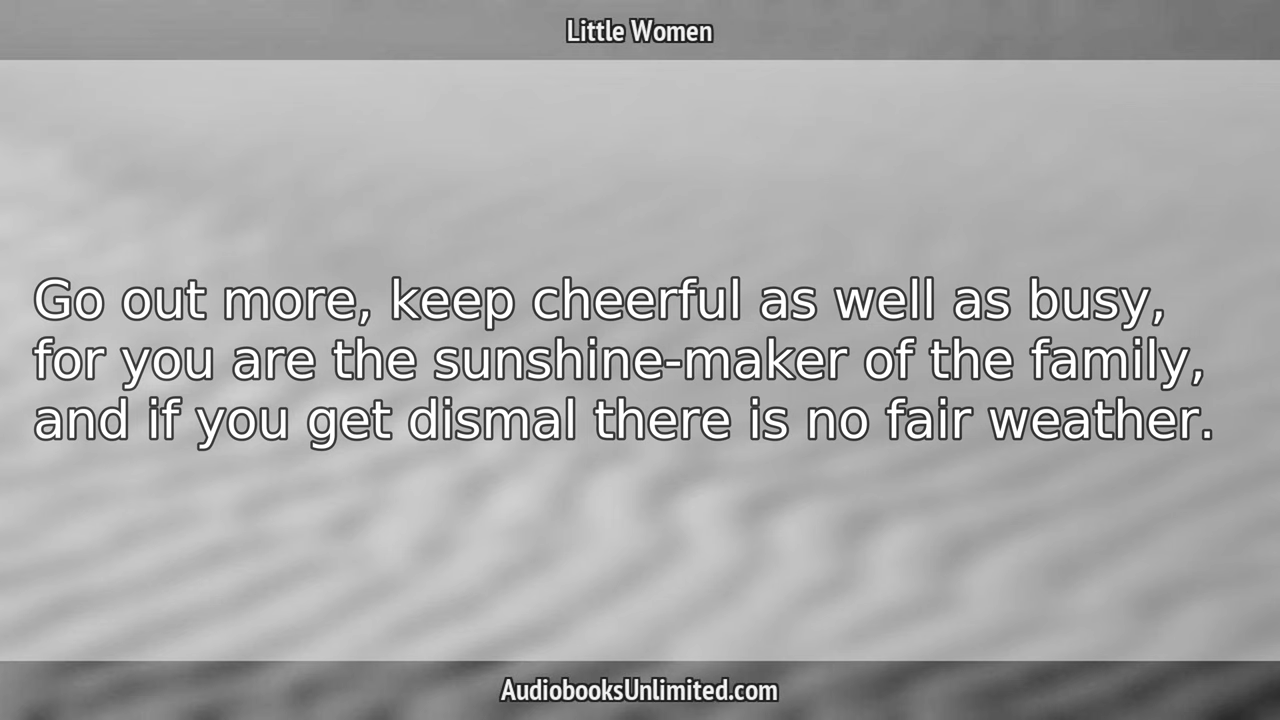 Little Women
Go out more, keep cheerful as well as busy,
for you are the sunshine-maker of the family,
and if you get dismal there is no fair weather.
AudiobooksUnlimited.com